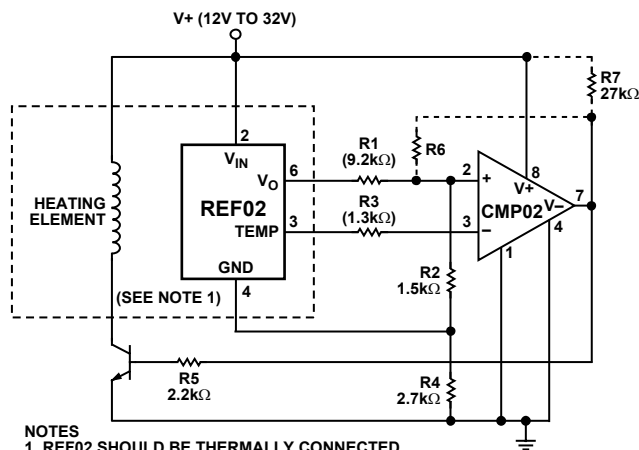 V+ (12V TO 32V)
R7
27kΩ
2
VIN
R1
(9.2kΩ)
R6
8
V+
6
VO
2
+
7
HEATING
ELEMENT
REF02
R3
(1.3kΩ)
CMP02
V–
TEMP
3
3
–
4
1
GND
R2
1.5kΩ
(SEE NOTE 1)
4
R5
2.2kΩ
R4
2.7kΩ
NOTES
1. REF02 SHOULD BE THERMALLY CONNECTED